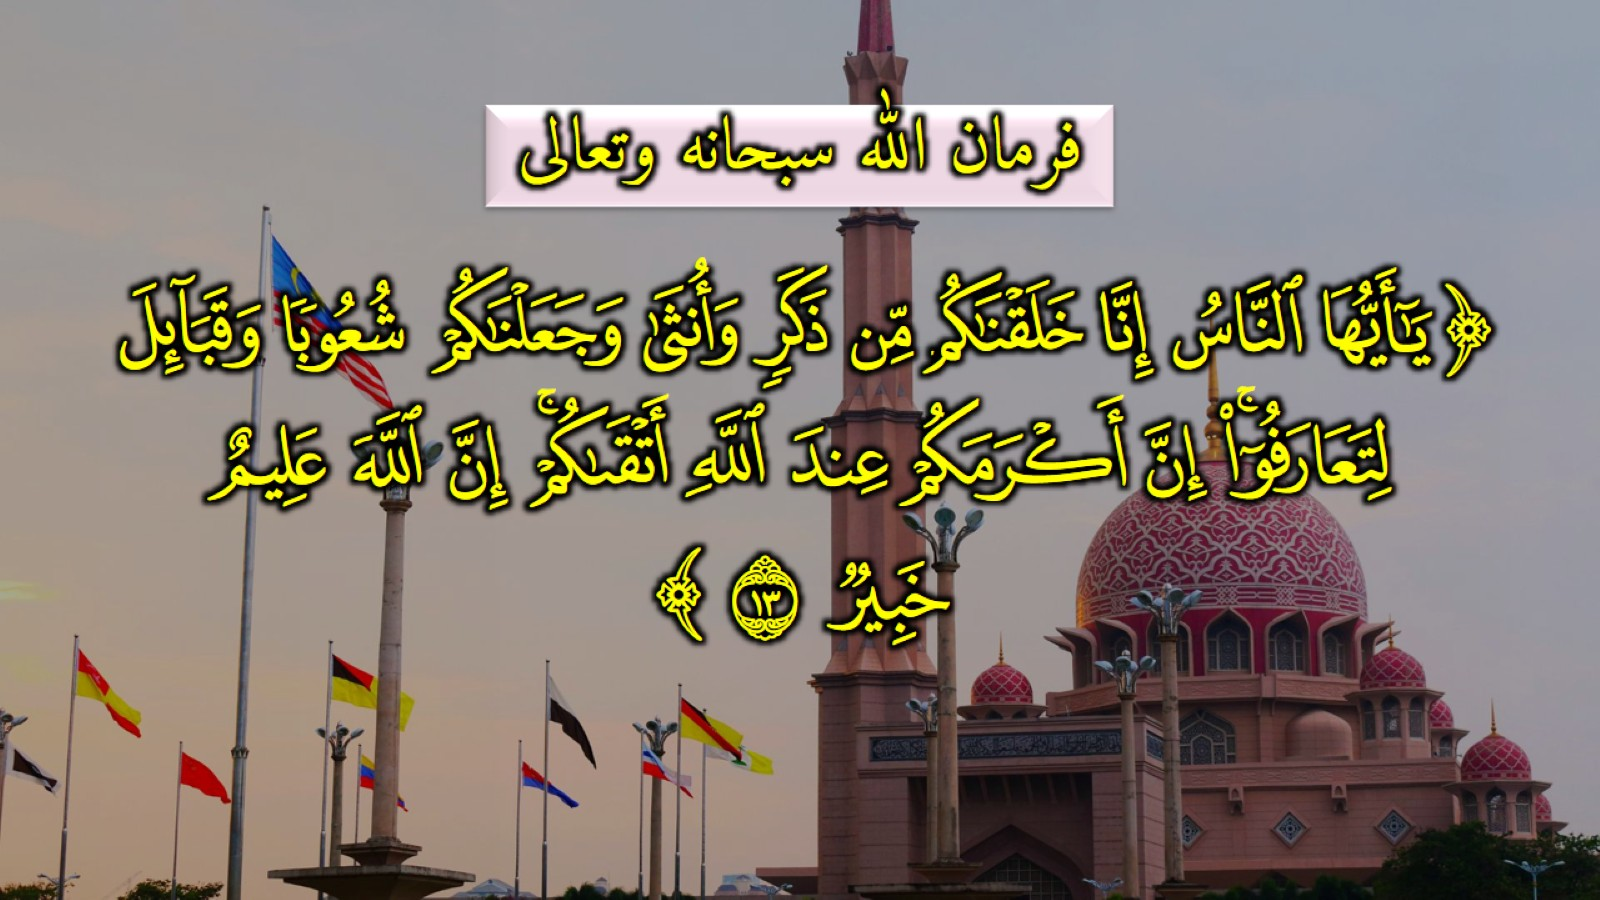 فرمان الله سبحانه وتعالى
﴿ يَـٰٓأَيُّهَا ٱلنَّاسُ إِنَّا خَلَقْنَـٰكُم مِّن ذَكَرٍ وَأُنثَىٰ وَجَعَلْنَـٰكُمْ شُعُوبًا وَقَبَآئِلَ
لِتَعَارَفُوٓا۟ ۚ إِنَّ أَكْرَمَكُمْ عِندَ ٱللَّهِ أَتْقَىٰكُمْ ۚ إِنَّ ٱللَّهَ عَلِيمٌ
خَبِيرٌ ١٣ ﴾